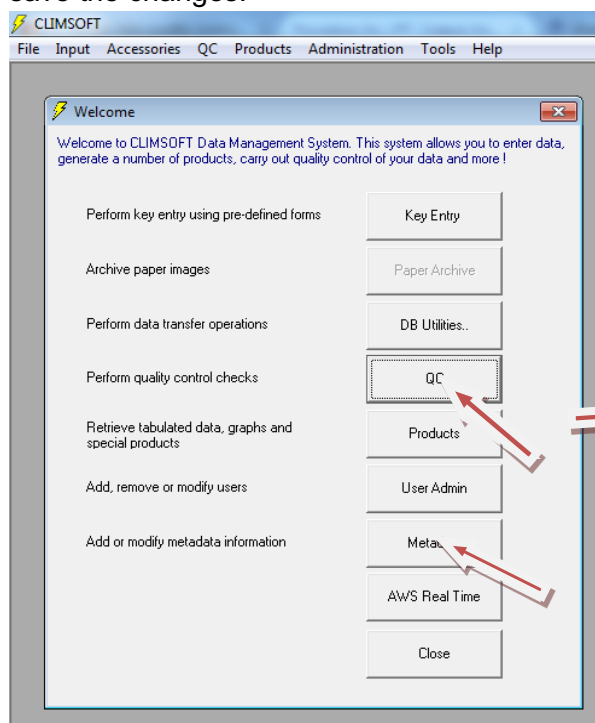 save the changes.
CLIMSOFT
File Input Accessories QC Products Administration Tools Help
Welcome
Welcome to CLIMSOFT Data Management System. This system allows you to enter data,
generate a number of products, carry out quality control of your data and more !
Perform key entry using pre-defined forms
Key Entry
Archive paper images
Paper Archive
Perform data transfer operations
DB Utilities..
Perform quality control checks
QC
Retrieve tabulated data, graphs and
special products
Products
Add, remove or modify users
User Admin
Add or modify metadata information
AWS Real Time
Close